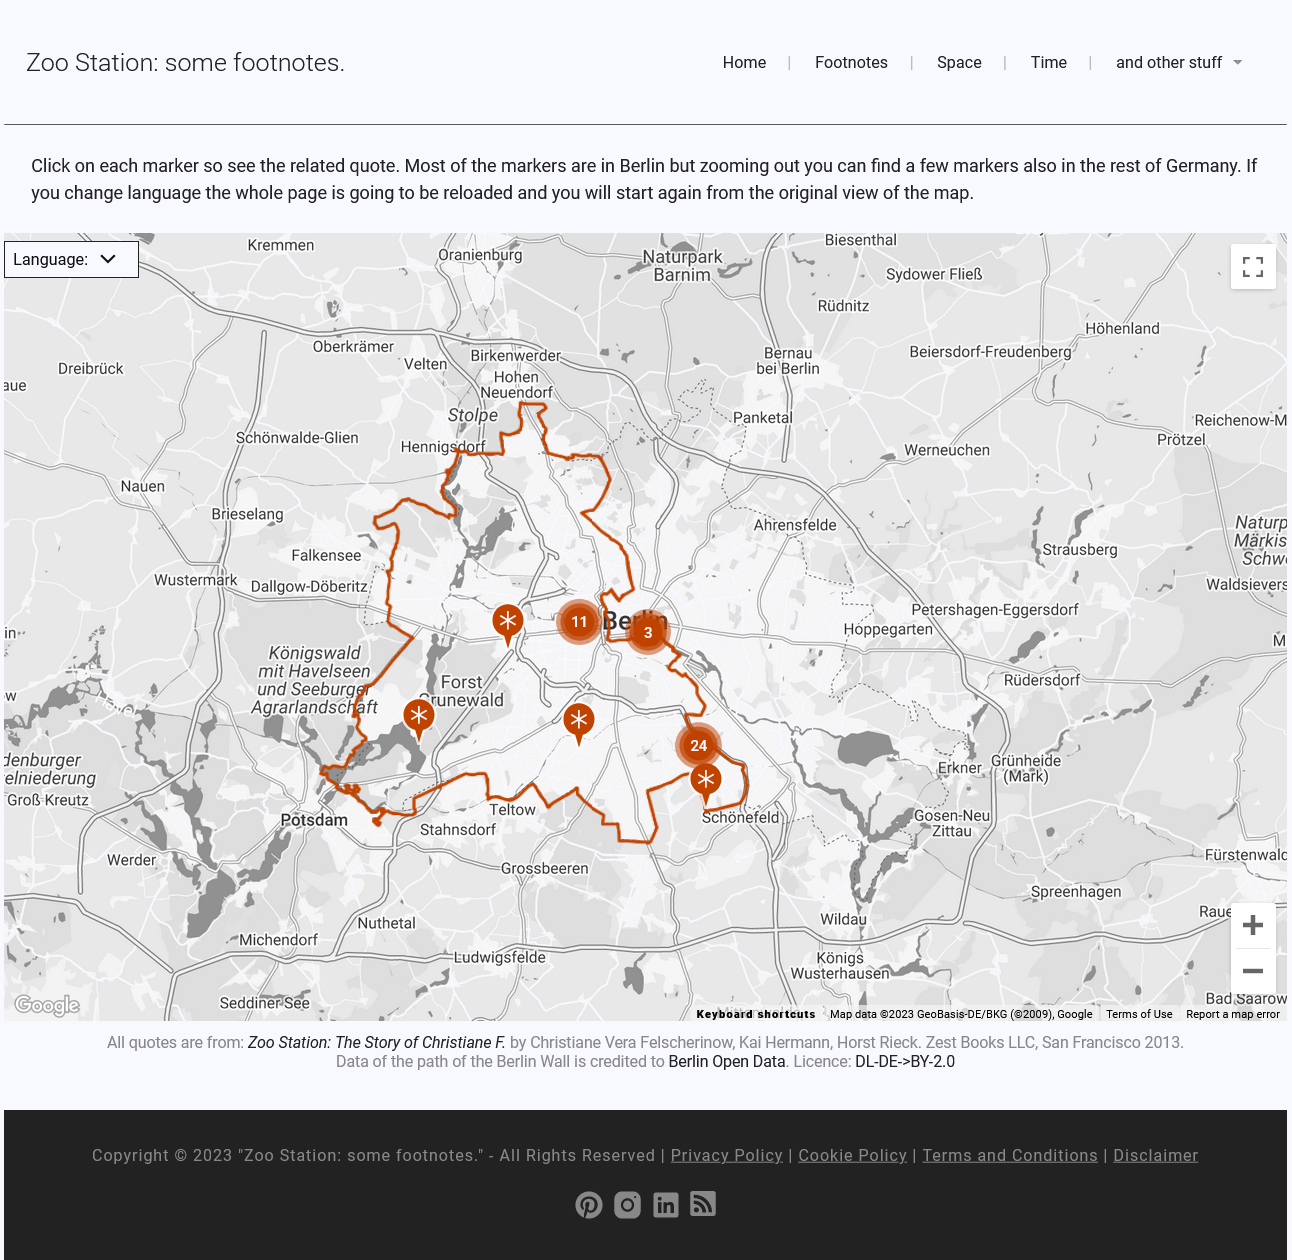 Zoo Station: some footnotes.
Home | Footnotes | Space | Time | and other stuff
Click on each marker so see the related quote. Most of the markers are in Berlin but zooming out you can find a few markers also in the rest of Germany. If
you change language the whole page is going to be reloaded and you will start again from the original view of the map.
Language:
Kremmen
Oranienburg
Naturpark
Barnim
Biesenthal
Sydower Fließ
Rüdnitz
Höhenland
Oberkrämer
Velten
Birkenwerder
Bernau
bei Berlin
Beiersdorf-Freudenberg
Dreibrück
aue
Hohen
Neuendorf
Stolpe
Panketal
Reichenow-M
Prötzel
Schönwalde-Glien
Hennigsdorf
Werneuchen
Nauen
Brieselang
Ahrensfelde
Naturp
Märkis
Schwe
Strausberg
Falkensee
Wustermark
Dallgow-Döberitz
Waldsievers
Petershagen-Eggersdorf
Hoppegarten
11
Berlin
3
in
M
Königswald
mit Havelseen
und Seeburger
Agrarlandschaft
Forst
Grunewald
Rüdersdorf
ow
24
denburger
elniederung
Erkner
Grünheide
(Mark)
Groß Kreutz
Potsdam
Teltow
Stahnsdorf
Schönefeld
Gosen-Neu
Zittau
Werder
Grossbeeren
Fürstenwald
Spreenhagen
Nuthetal
Wildau
Raue
Michendorf
Ludwigsfelde
Königs
Wusterhausen
Seddiner See
Bad Saarow
Google
Keyboard shortcuts
Map data ©2023 GeoBasis-DE/BKG (©2009), Google
Terms of Use
Report a map error
All quotes are from: Zoo Station: The Story of Christiane F. by Christiane Vera Felscherinow, Kai Hermann, Horst Rieck. Zest Books LLC, San Francisco 2013.
Data of the path of the Berlin Wall is credited to Berlin Open Data. Licence: DL-DE->BY-2.0
Copyright © 2023 "Zoo Station: some footnotes." - All Rights Reserved | Privacy Policy | Cookie Policy | Terms and Conditions | Disclaimer